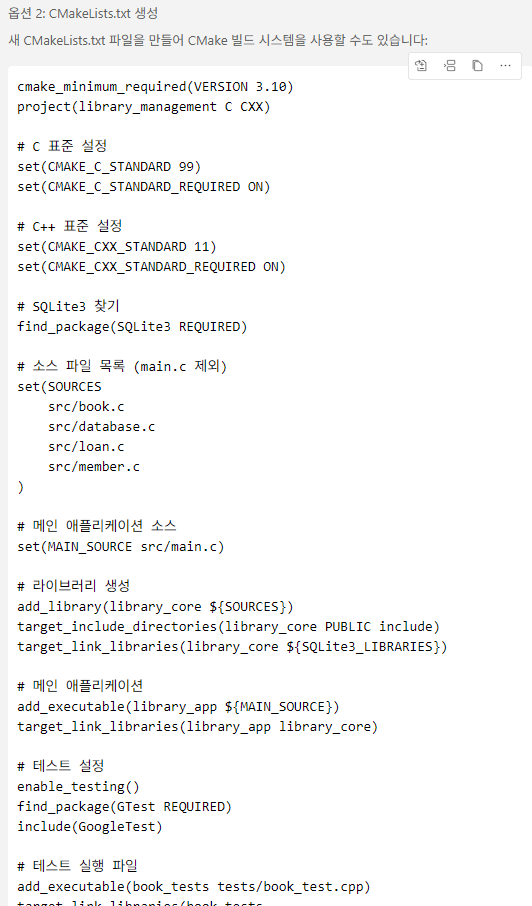 옵션 2: CMakeLists.txt 생성
새 CMakeLists.txt 파일을 만들어 CMake 빌드 시스템을 사용할 수도 있습니다:
cmake_minimum_required(VERSION 3.10)
project(library_management C CXX)

# C 표준 설정
set(CMAKE_C_STANDARD 99)
set(CMAKE_C_STANDARD_REQUIRED ON)

# C++ 표준 설정
set(CMAKE_CXX_STANDARD 11)
set(CMAKE_CXX_STANDARD_REQUIRED ON)

# SQLite3 찾기
find_package(SQLite3 REQUIRED)

# 소스 파일 목록 (main.c 제외)
set(SOURCES
    src/book.c
    src/database.c
    src/loan.c
    src/member.c
)

# 메인 애플리케이션 소스
set(MAIN_SOURCE src/main.c)

# 라이브러리 생성
add_library(library_core ${SOURCES})
target_include_directories(library_core PUBLIC include)
target_link_libraries(library_core ${SQLite3_LIBRARIES})

# 메인 애플리케이션
add_executable(library_app ${MAIN_SOURCE})
target_link_libraries(library_app library_core)

# 테스트 설정
enable_testing()
find_package(GTest REQUIRED)
include(GoogleTest)

# 테스트 실행 파일
add_executable(book_tests tests/book_test.cpp)
target_link_libraries(book_tests